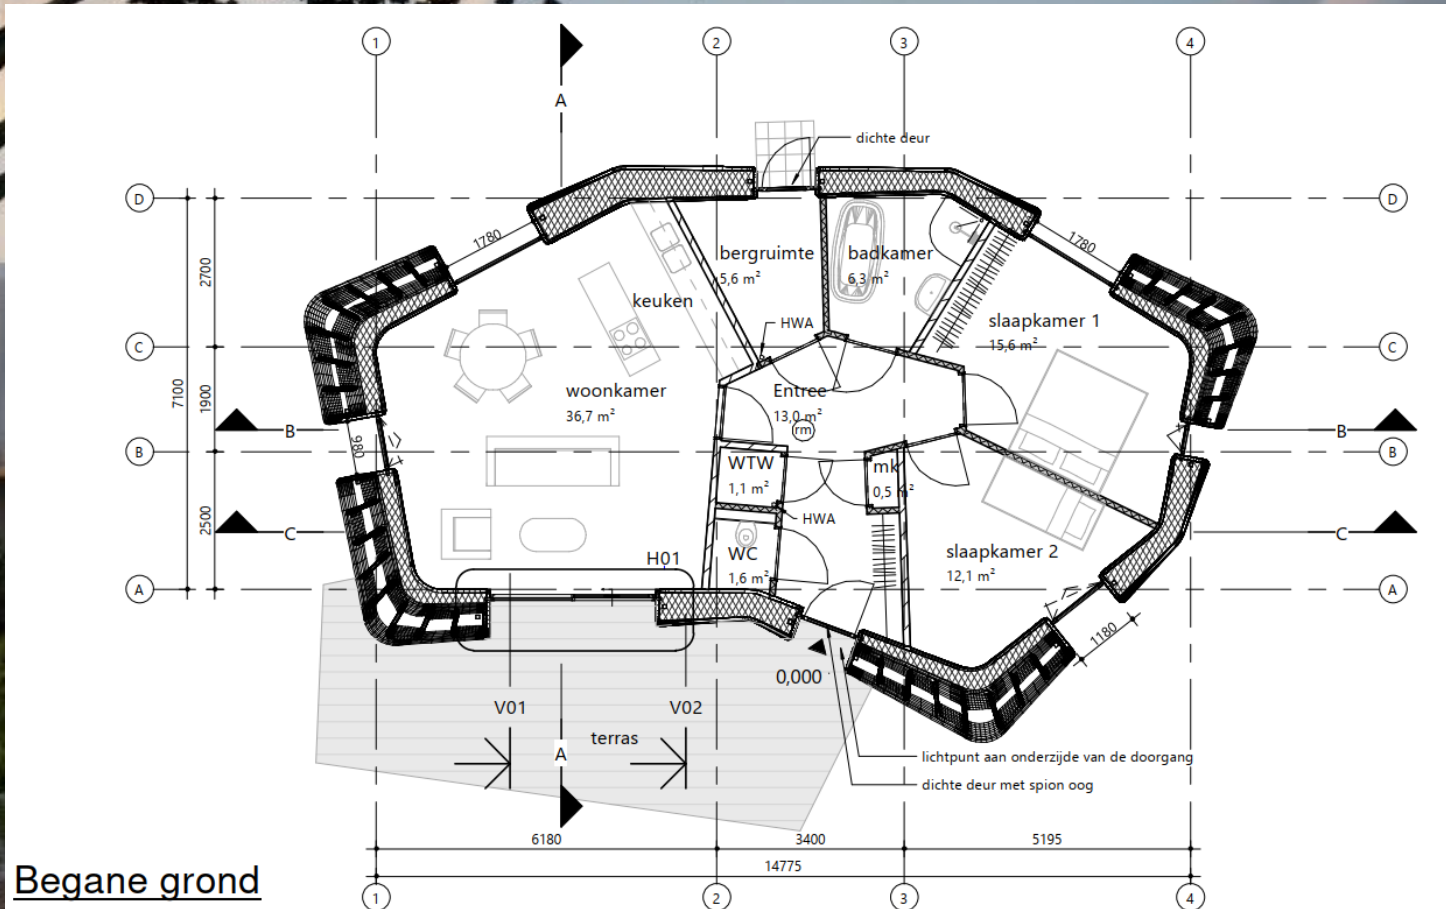 1
2
3
4
A
dichte deur
D
D
1780
1780
2700
bergruimte
5,6 m²
badkamer
6,3 m²
keuken
HWA
slaapkamer 1
15,6 m²
C
C
7100
1900
woonkamer
36,7 m²
Entree
13,0 m²
rm
B
B
980
B
B
WTW
1,1 m²
mk
0,5 m²
2500
HWA
C
C
H01
WC
1,6 m²
slaapkamer 2
12,1 m²
A
A
1180
0,000
V01
V02
terras
A
lichtpunt aan onderzijde van de doorgang
dichte deur met spion oog
6180
3400
5195
14775
Begane grond
1
2
3
4